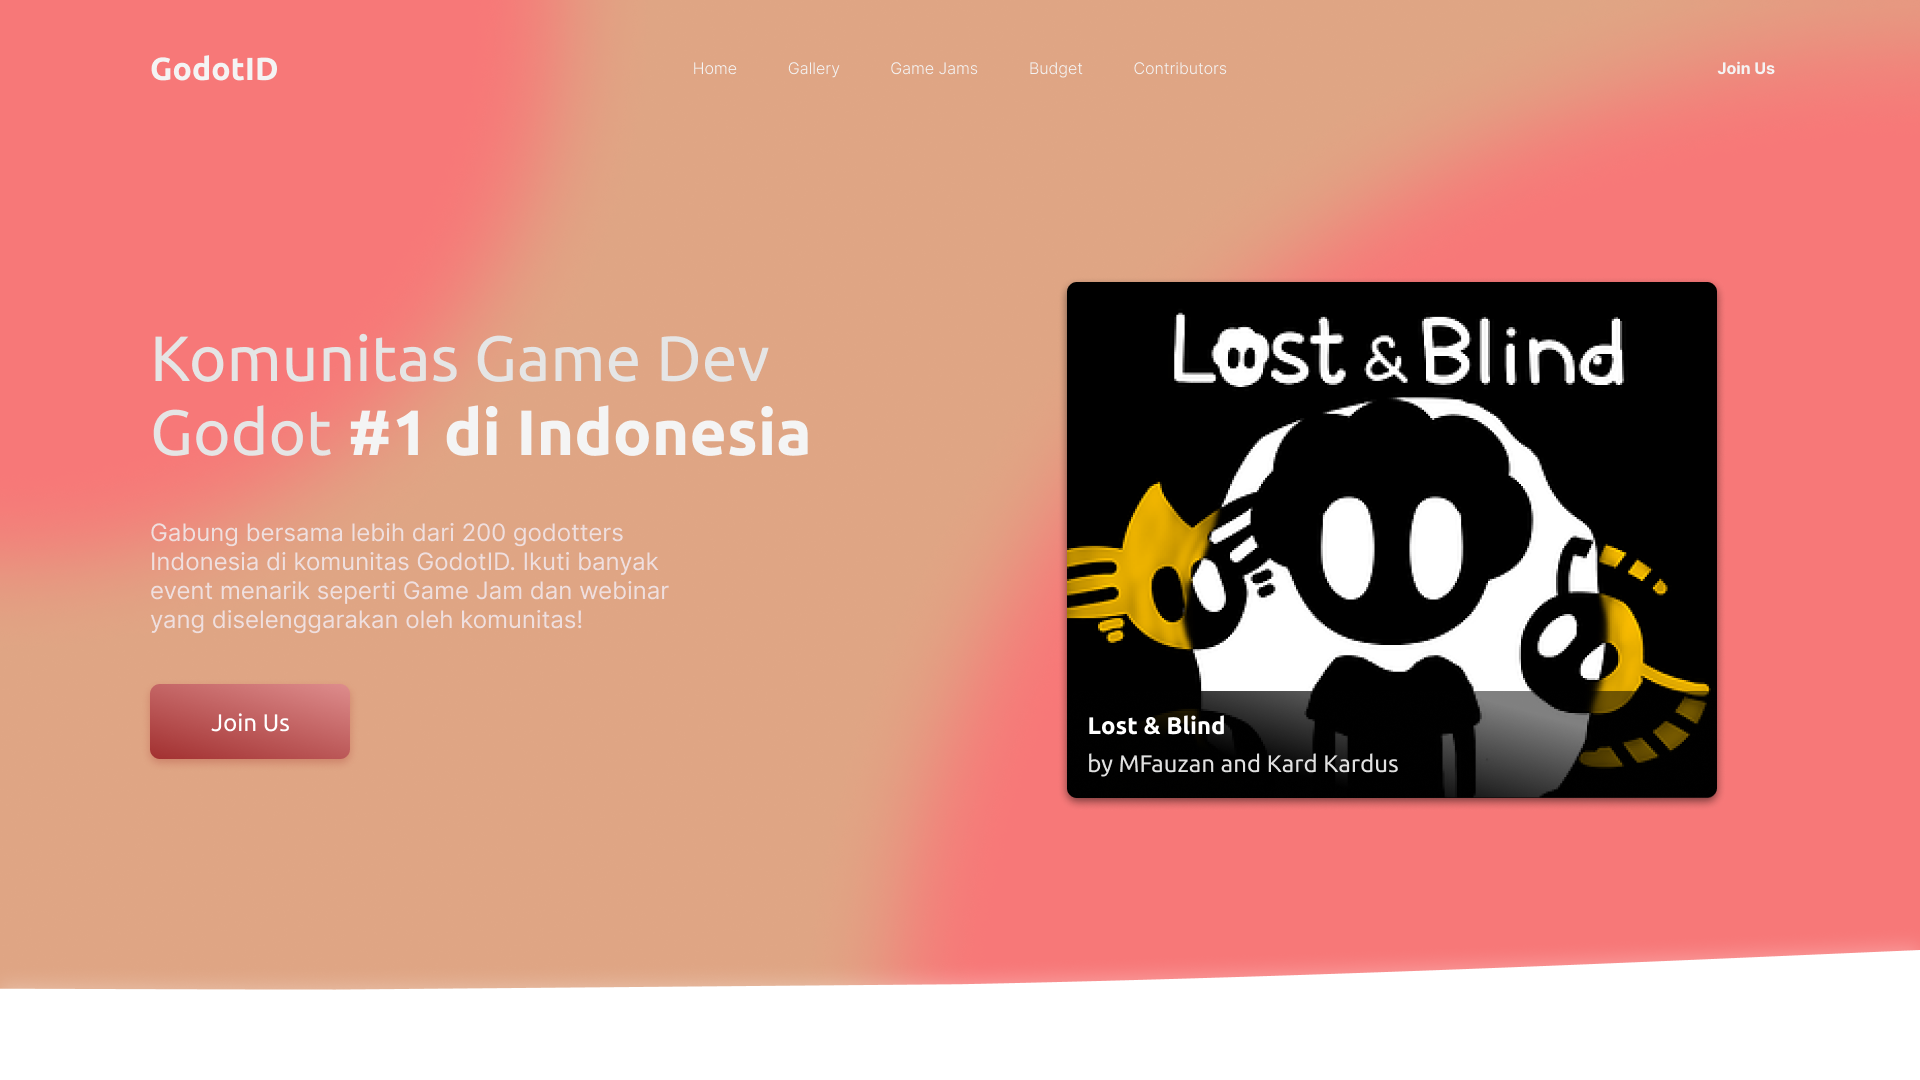 GodotID
Home
Gallery
Game Jams
Budget
Contributors
Join Us
Komunitas Game Dev
Godot #1 di Indonesia
Gabung bersama lebih dari 200 godotters
Indonesia di komunitas GodotID. Ikuti banyak
event menarik seperti Game Jam dan webinar
yang diselenggarakan oleh komunitas!
Join Us
Lost & Blind
Lost & Blind
by MFauzan and Kard Kardus